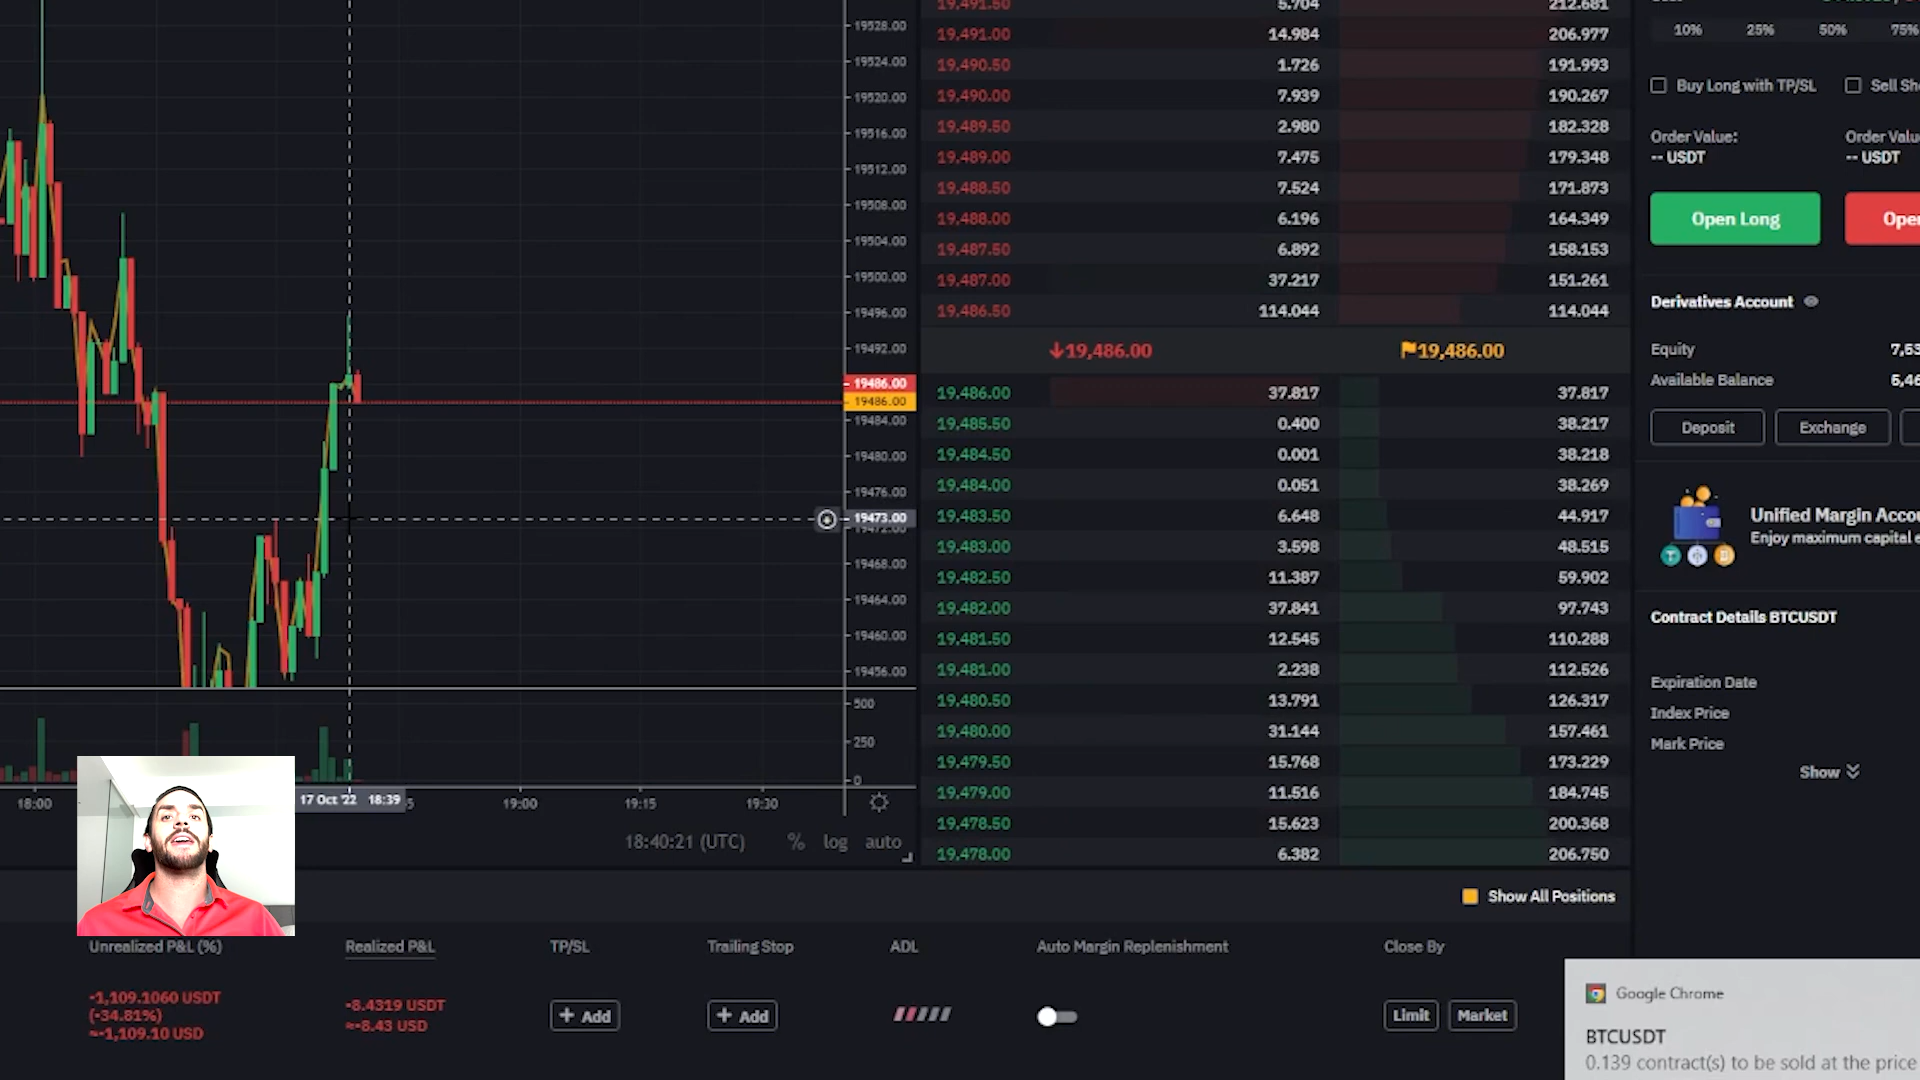 19528.00
19524.00
19520.00
19516.00
19512.00
19508.00
19504.00
19500.00
19496.00
19492.00
19486.00
19486.00
19484.00
19480.00
19476.00
19473.00
19468.00
19464.00
19460.00
19456.00
500
250
0
18:00
17 Oct '22 18:39
19:00
19:15
19:30
18:40:21 (UTC)
%
log
auto
19,491.50 5.704 212.681
19,491.00 14.984 206.977
19,490.50 1.726 191.993
19,490.00 7.939 190.267
19,489.50 2.980 182.328
19,489.00 7.475 179.348
19,488.50 7.524 171.873
19,488.00 6.196 164.349
19,487.50 6.892 158.153
19,487.00 37.217 151.261
19,486.50 114.044 114.044
19,486.00 19,486.00
19,486.00 37.817 37.817
19,485.50 0.400 38.217
19,484.50 0.001 38.218
19,484.00 0.051 38.269
19,483.50 6.648 44.917
19,483.00 3.598 48.515
19,482.50 11.387 59.902
19,482.00 37.841 97.743
19,481.50 12.545 110.288
19,481.00 2.238 112.526
19,480.50 13.791 126.317
19,480.00 31.144 157.461
19,479.50 15.768 173.229
19,479.00 11.516 184.745
19,478.50 15.623 200.368
19,478.00 6.382 206.750
10% 25% 50% 75%
Buy Long with TP/SL Sell
Order Value: Order
-- USDT -- USDT
Open Long
Derivatives Account
Equity 7,53
Available Balance 5,46
Deposit Exchange
Unified Margin
Enjoy maximum capital
Contract Details BTCUSDT
Expiration Date
Index Price
Mark Price
Show
Show All Positions
Unrealized P&L (%) Realized P&L TP/SL Trailing Stop ADL Auto Margin Replenishment Close By
-1,109.1060 USDT
(-34.81%)
≈-1,109.10 USD
-8.4319 USDT
≈-8.43 USD
+ Add
+ Add
Limit Market
Google Chrome
BTCUSDT
0.139 contract(s) to be sold at the price